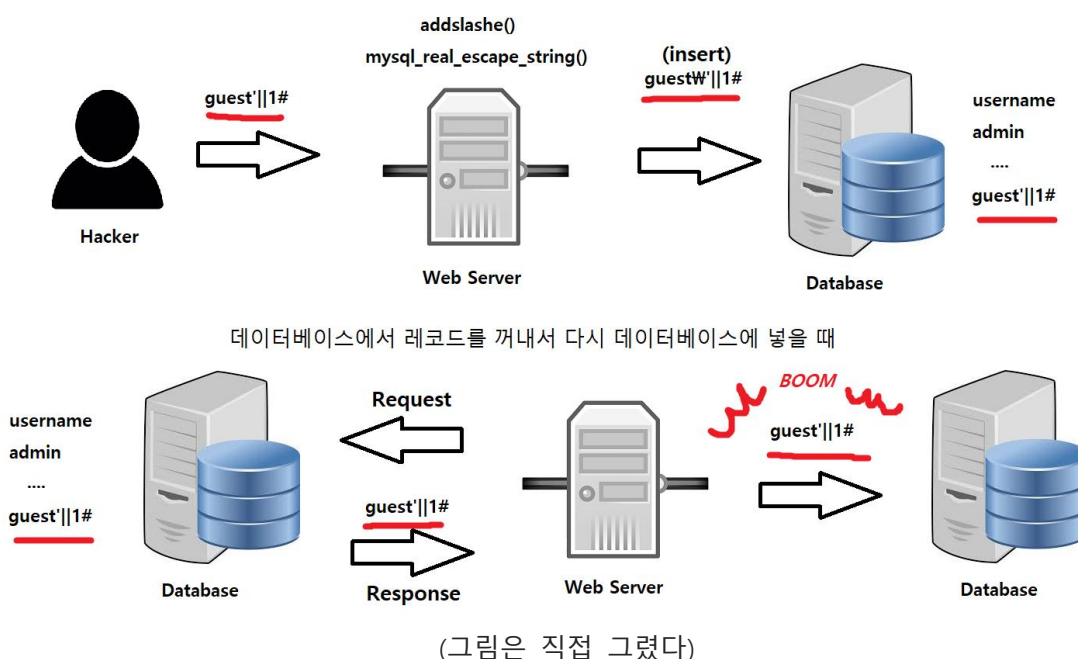 addslashe()
mysql_real_escape_string()
guest'||1#
(insert)
guest₩'||1#
username
admin
....
guest'||1#
Hacker
Web Server
Database
데이터베이스에서 레코드를 꺼내서 다시 데이터베이스에 넣을 때
username
admin
....
guest'||1#
Request
guest'||1#
Response
BOOM
guest'||1#
Database
Web Server
Database
(그림은 직접 그렸다)